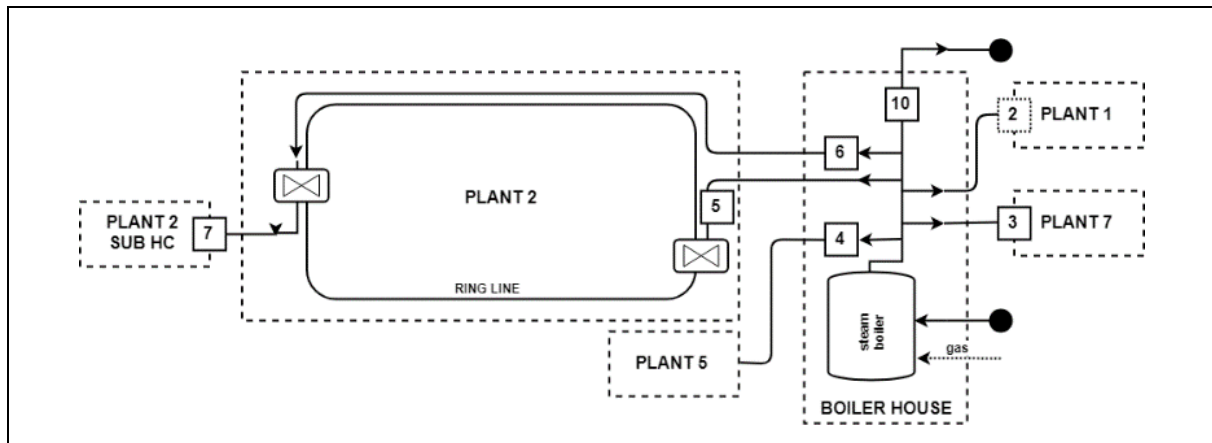 10
2
PLANT 1
6
PLANT 2
5
PLANT 2
SUB HC
7
4
3
PLANT 7
RING LINE
steam
boiler
PLANT 5
gas
BOILER HOUSE